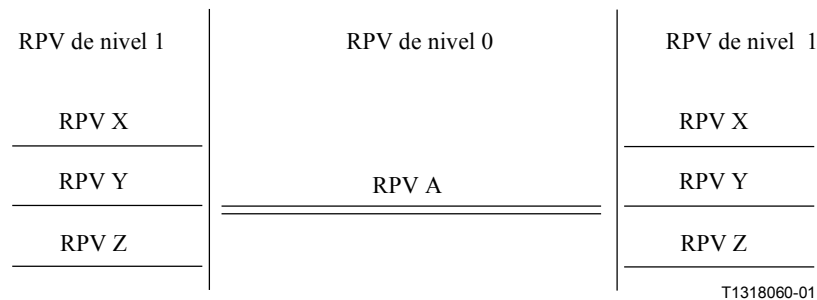 RPV de nivel 1
RPV de nivel 0
RPV de nivel 1
RPV X
RPV X
RPV Y
RPV A
RPV Y
RPV Z
RPV Z
T1318060-01